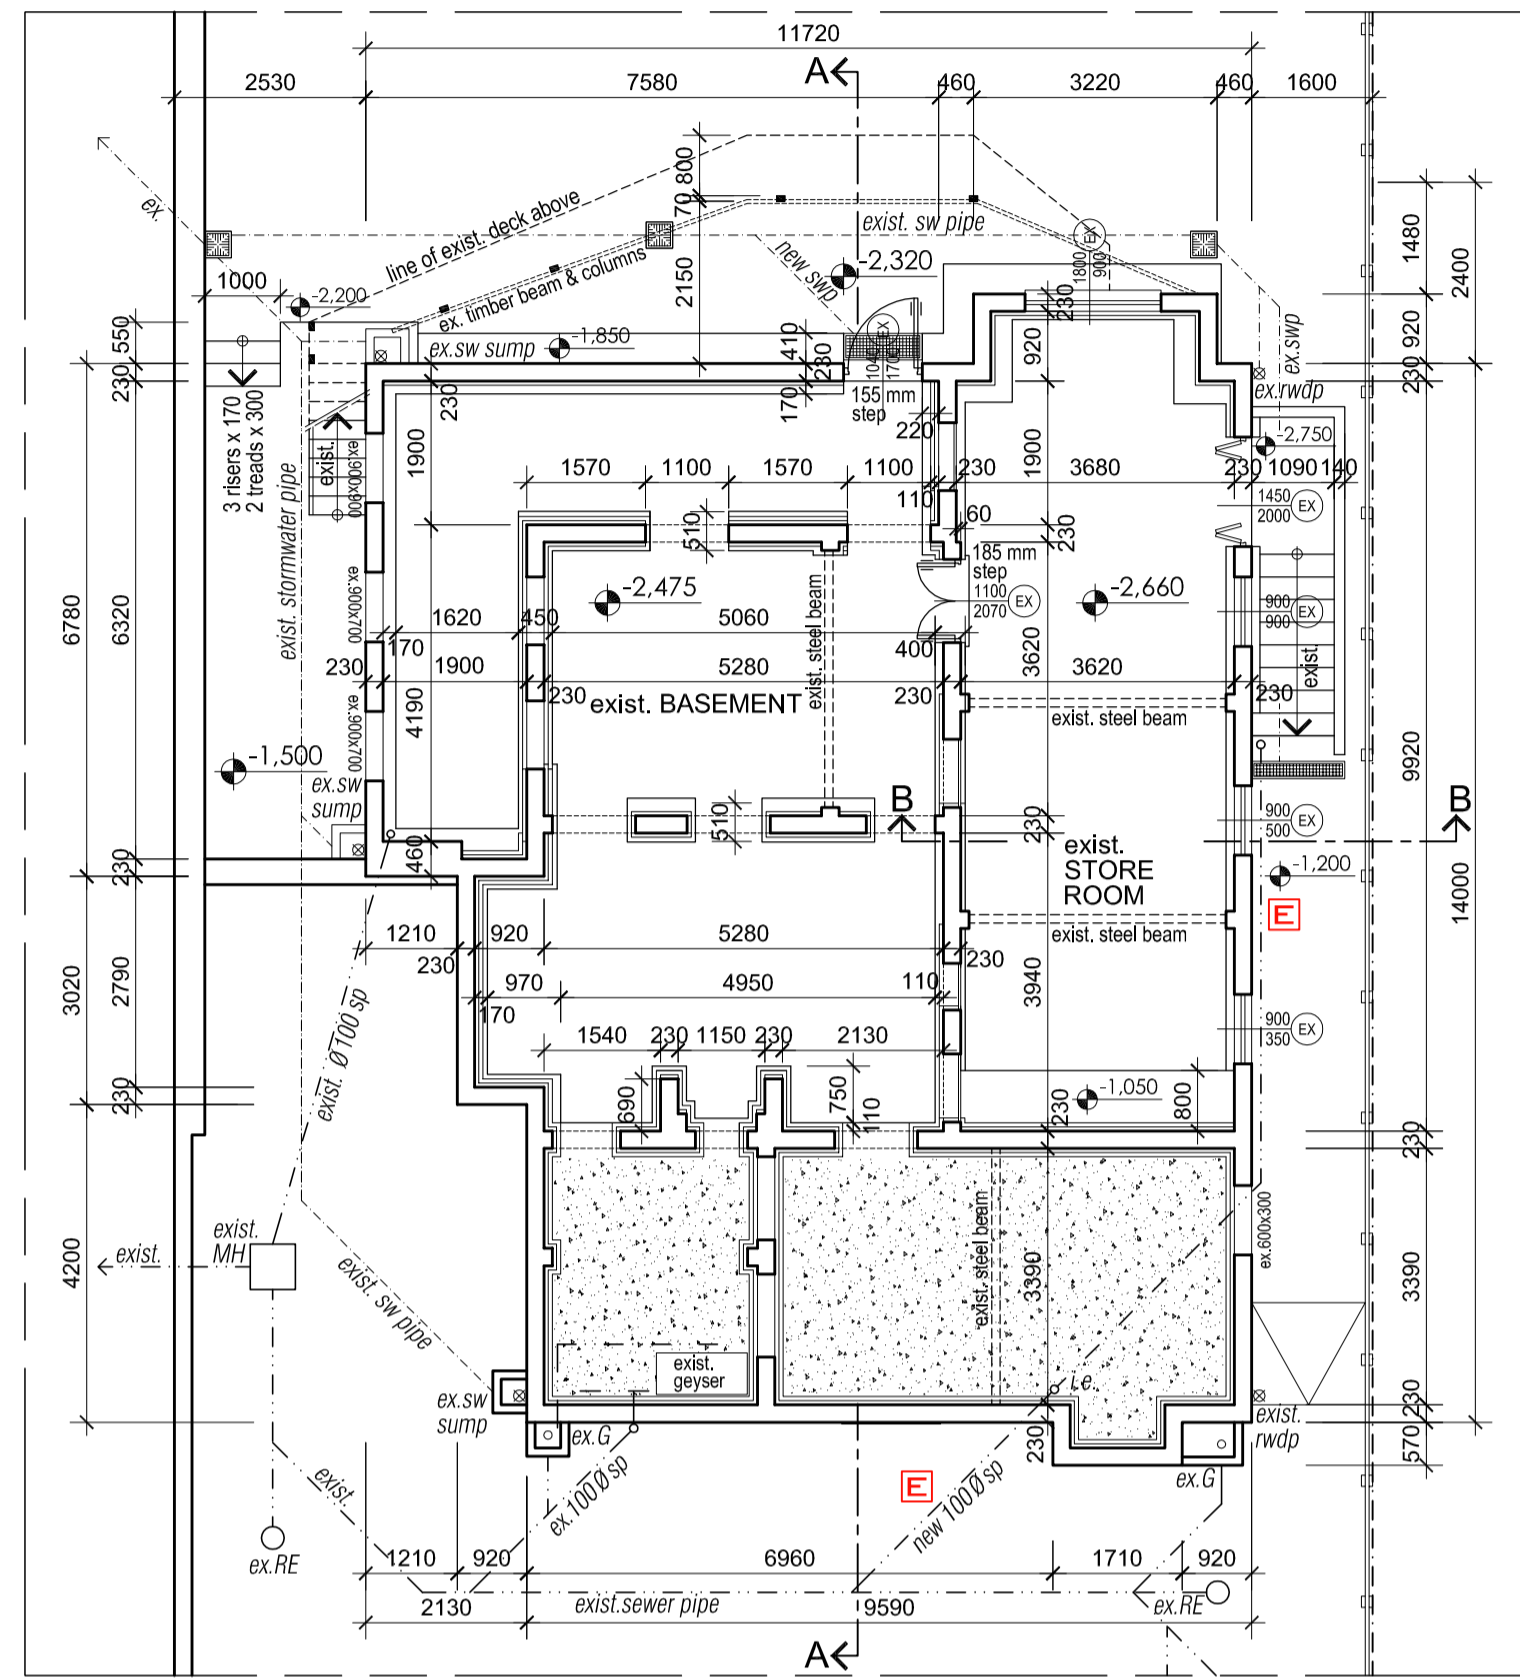 11720
A
2530
7580
460
3220
460
1600
800
70
2150
ex.
line of exist. deck above
ex. timber beam & columns
exist. sw pipe
new swp
-2,320
EX
1800
900
1480
2400
1000
-2,200
-1,850
ex.sw sump
410
230
170
230
EX
155 mm
step
220
230
920
ex.swp
ex.rwdp
550
230
920
230
3 risers x 170
2 treads x 300
exist.
ex.900x900
exist. stormwater pipe
1900
1570
1100
1570
1100
230
110
3680
1900
230
1090
140
-2,750
1450
2000
EX
510
60
230
185 mm
step
1100
2070
EX
-2,475
-2,660
6780
6320
ex.900x700
1620
450
5060
170
400
3620
900
900
EX
exist.
230
1900
5280
230
3620
230
230
exist. BASEMENT
exist. steel beam
exist. steel beam
4190
ex.900x700
-1,500
ex.sw
sump
9920
B
B
510
230
900
500
EX
460
230
exist.
STORE
ROOM
-1,200
E
14000
exist. steel beam
1210
920
5280
230
230
970
4950
110
170
3940
3020
2790
230
exist. Ø100 sp
1540
230
1150
230
2130
900
350
EX
690
750
110
230
-1,050
800
230
exist.
exist.
MH
exist. sw pipe
4200
exist. steel beam
3390
ex.600x300
3390
exist.
geyser
i.e
ex.sw
sump
ex.G
230
exist.
rwdp
230
570
ex.G
exist.
ex.100Ø sp
E
new 100Ø sp
ex.RE
1210
920
6960
1710
920
2130
exist.sewer pipe
9590
ex.RE
A